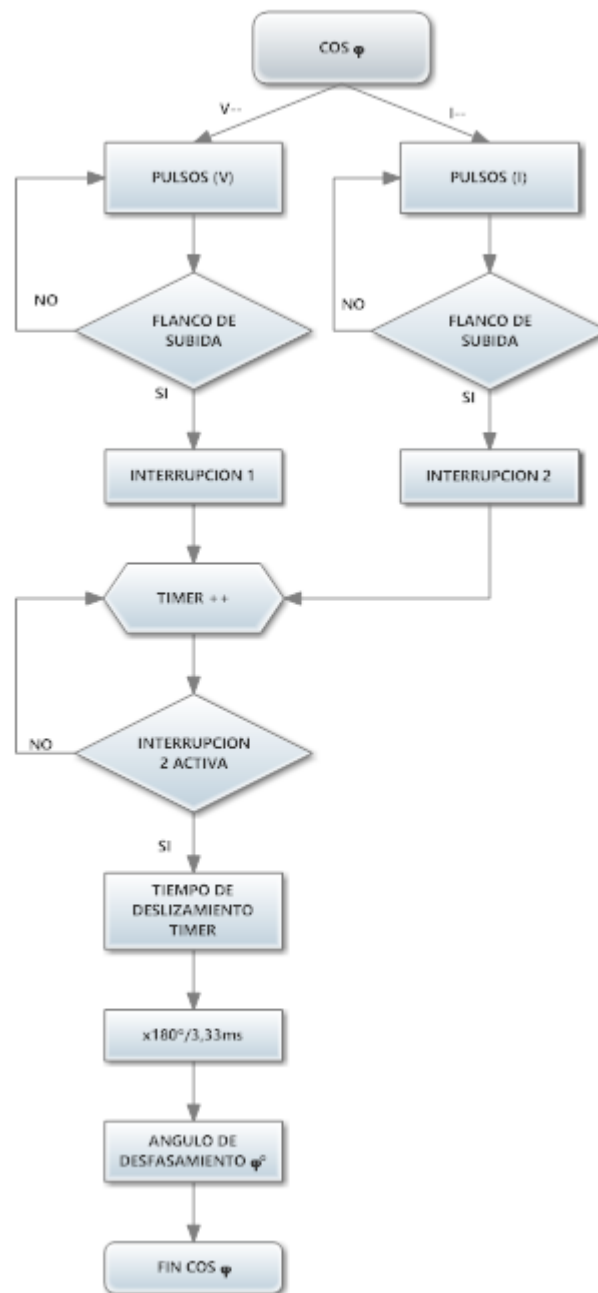 COS φ
V--
I--
PULSOS (V)
PULSOS (I)
NO
FLANCO DE
SUBIDA
NO
FLANCO DE
SUBIDA
SI
SI
INTERRUPCION 1
INTERRUPCION 2
TIMER ++
NO
INTERRUPCION
2 ACTIVA
SI
TIEMPO DE
DESLIZAMIENTO
TIMER
x180°/3,33ms
ANGULO DE
DESFASAMIENTO φ°
FIN COS φ